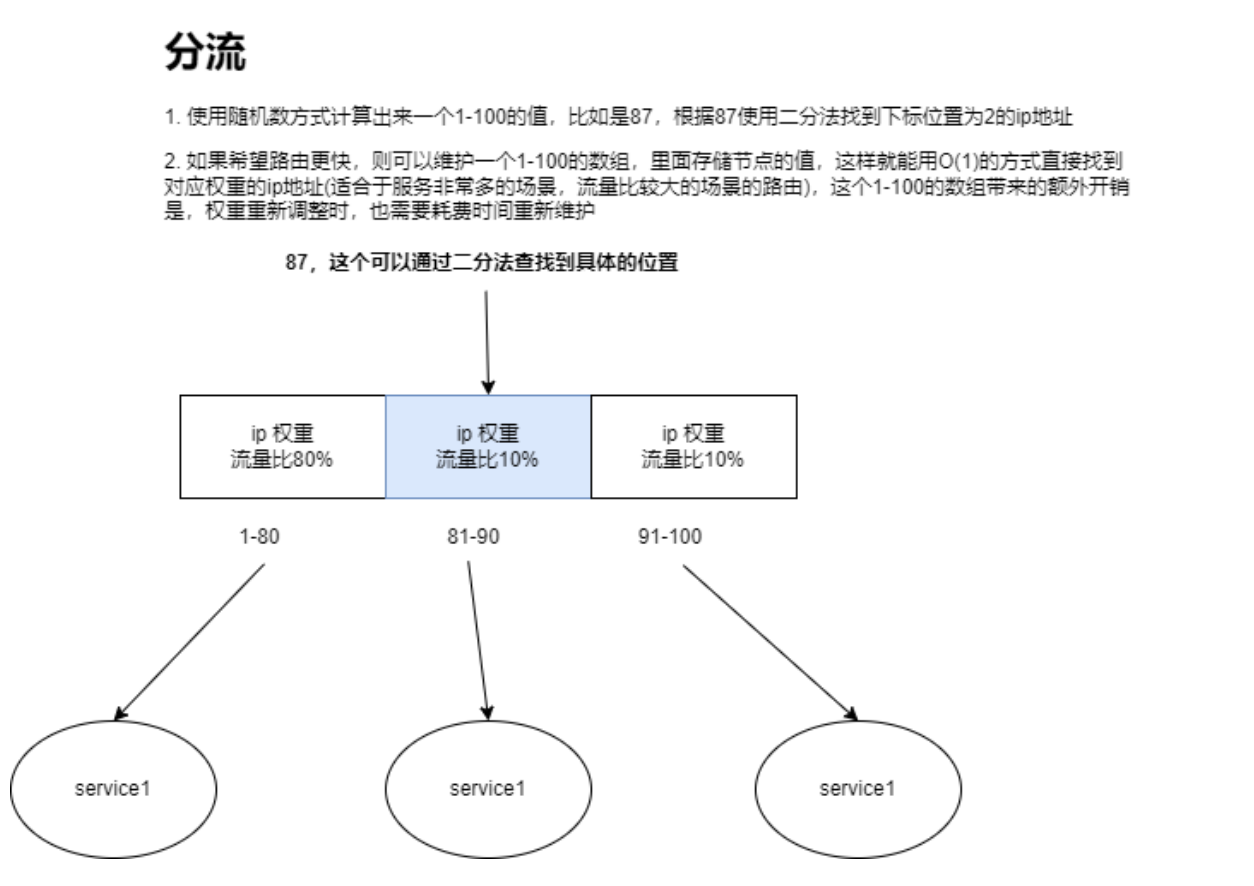 分流
1. 使用随机数方式计算出来一个1-100的值，比如是87，根据87使用二分法找到下标位置为2的ip地址
2. 如果希望路由更快，则可以维护一个1-100的数组，里面存储节点的值，这样就能用O(1)的方式直接找到
对应权重的ip地址(适合于服务非常多的场景，流量比较大的场景的路由)，这个1-100的数组带来的额外开销
是，权重重新调整时，也需要耗费时间重新维护
87，这个可以通过二分法查找到具体的位置
ip 权重
流量比80%
ip 权重
流量比10%
ip 权重
流量比10%
1-80
81-90
91-100
service1
service1
service1